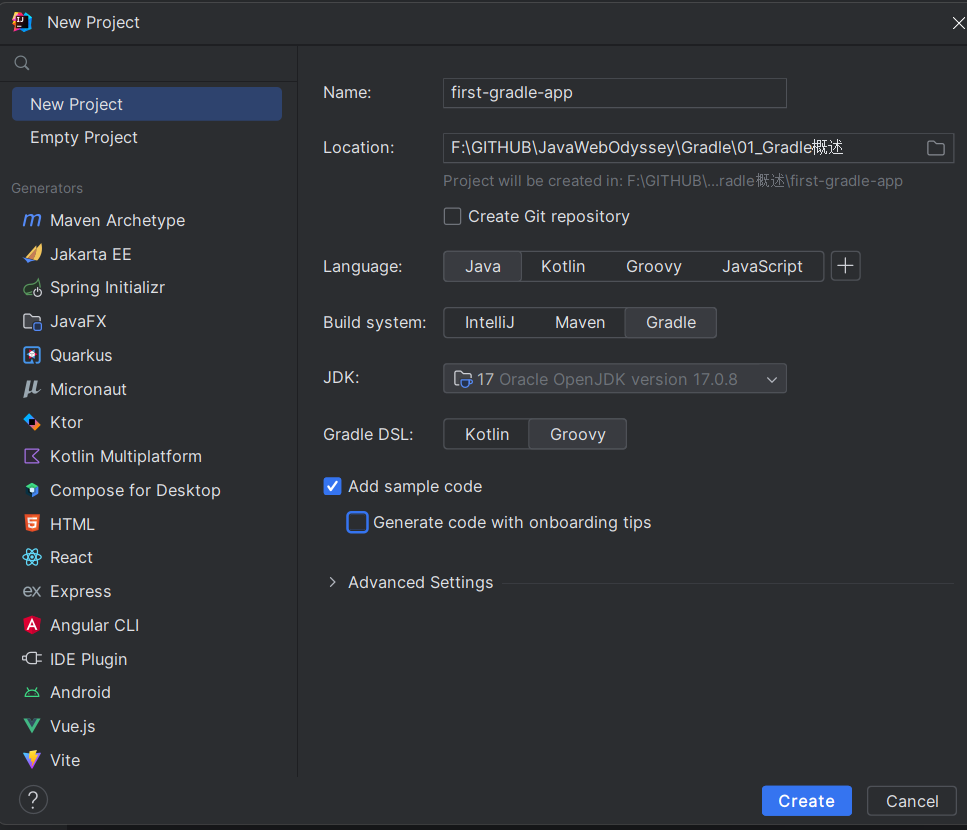 New Project
New Project
Empty Project
Generators
Maven Archetype
Jakarta EE
Spring Initializr
JavaFX
Quarkus
Micronaut
Ktor
Kotlin Multiplatform
Compose for Desktop
HTML
React
Express
Angular CLI
IDE Plugin
Android
Vue.js
Vite
Name: first-gradle-app
Location: F:\GITHUB\JavaWebOdyssey\Gradle\01_Gradle概述
Project will be created in: F:\GITHUB\...radle概述\first-gradle-app
Create Git repository
Language: Java Kotlin Groovy JavaScript
Build system: IntelliJ Maven Gradle
JDK: 17 Oracle OpenJDK version 17.0.8
Gradle DSL: Kotlin Groovy
Add sample code
Generate code with onboarding tips
Advanced Settings
? Create Cancel